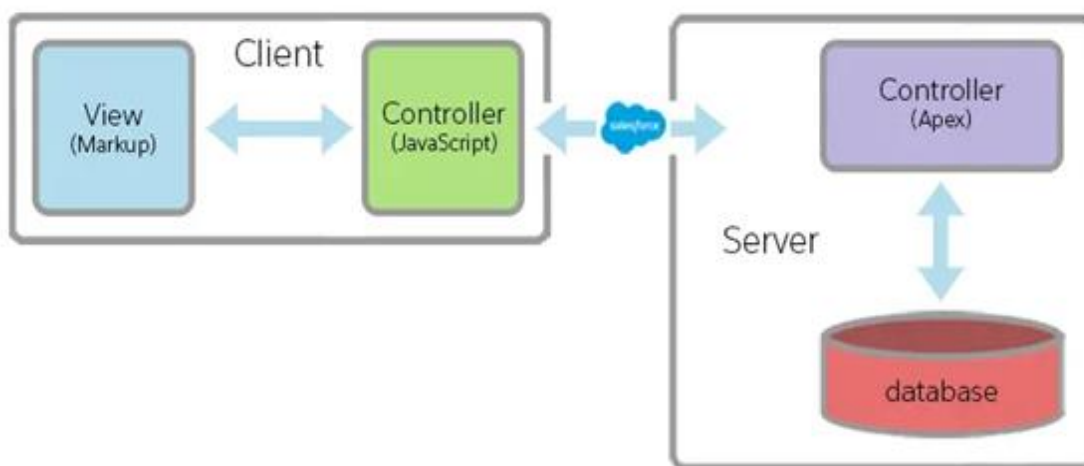 Client
View
(Markup)
Controller
(JavaScript)
salesforce
Controller
(Apex)
Server
database